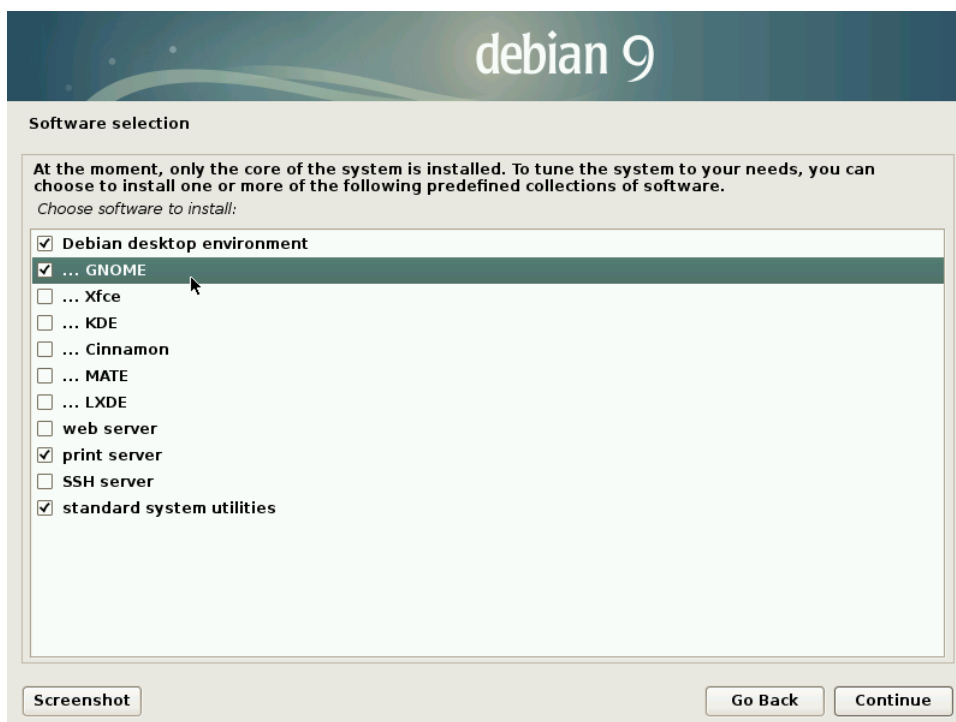 debian 9
Software selection
At the moment, only the core of the system is installed. To tune the system to your needs, you can
choose to install one or more of the following predefined collections of software.
Choose software to install:
Debian desktop environment
... GNOME
... Xfce
... KDE
... Cinnamon
... MATE
... LXDE
web server
print server
SSH server
standard system utilities
Screenshot
Go Back
Continue